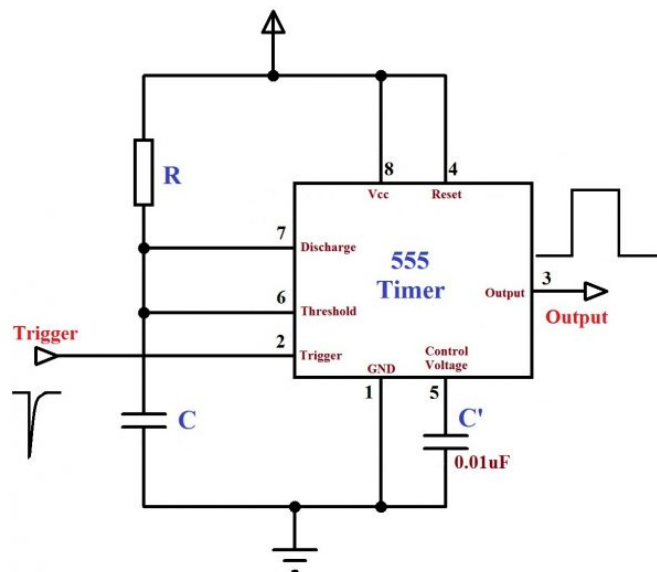 8
4
Vcc
Reset
R
7
Discharge
555
Timer
3
Output
Output
6
Threshold
Trigger
2
Trigger
GND
Control
Voltage
1
5
C
C'
0.01uF